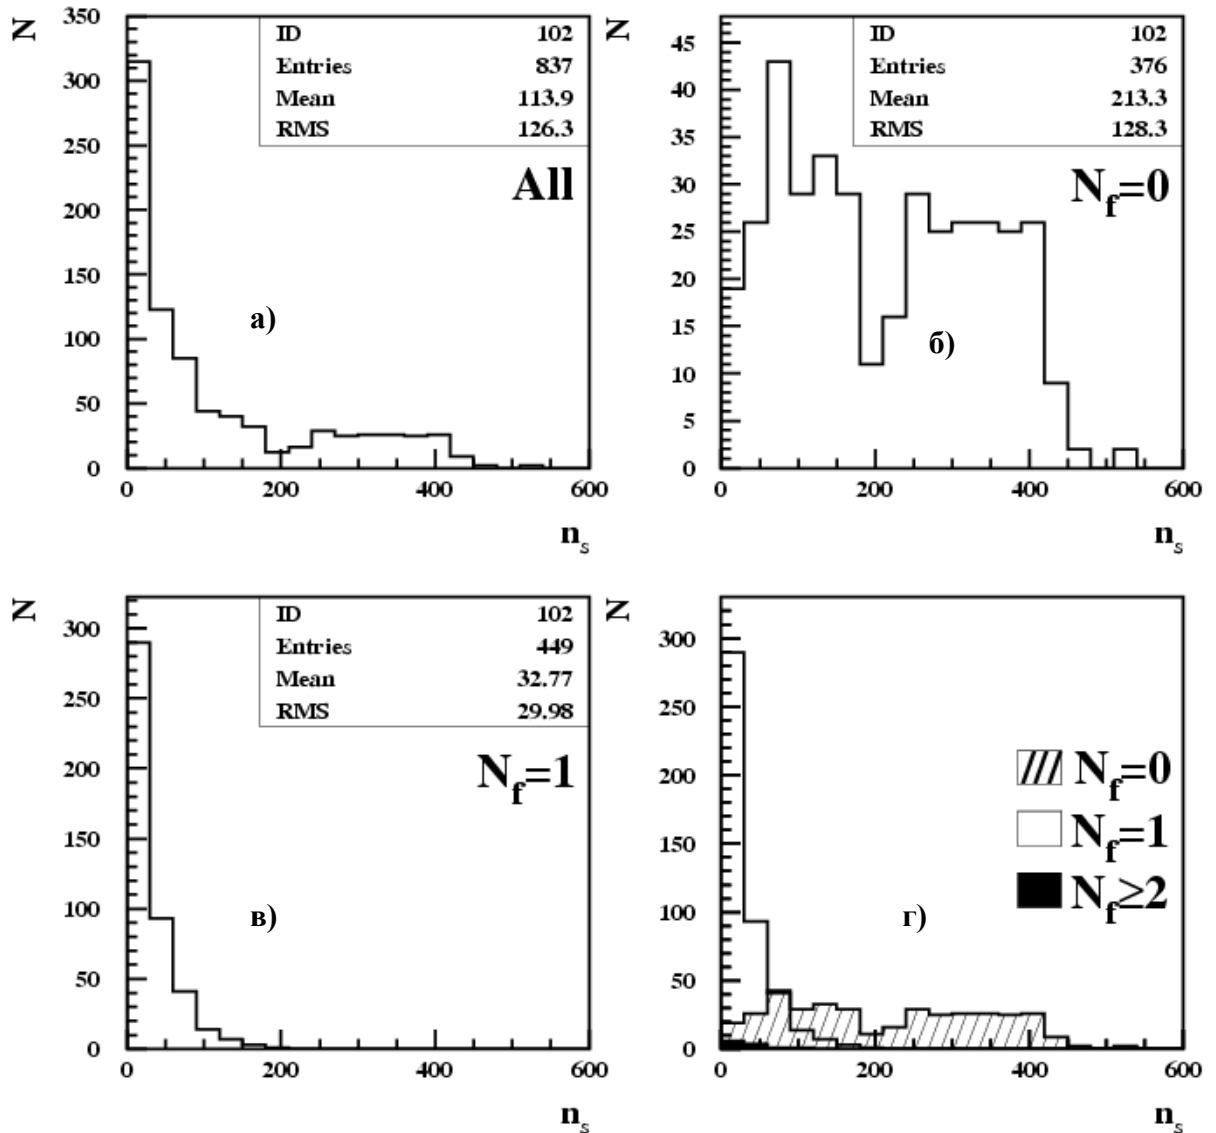 N
350
300
250
200
150
100
50
0
0 200 400 600
n_s
ID 102
Entries 837
Mean 113.9
RMS 126.3
All
а)
N
45
40
35
30
25
20
15
10
5
0
0 200 400 600
n_s
ID 102
Entries 376
Mean 213.3
RMS 128.3
N_f=0
б)
N
300
250
200
150
100
50
0
0 200 400 600
n_s
ID 102
Entries 449
Mean 32.77
RMS 29.98
N_f=1
в)
N
300
250
200
150
100
50
0
0 200 400 600
n_s
N_f=0
N_f=1
N_f≥2
г)